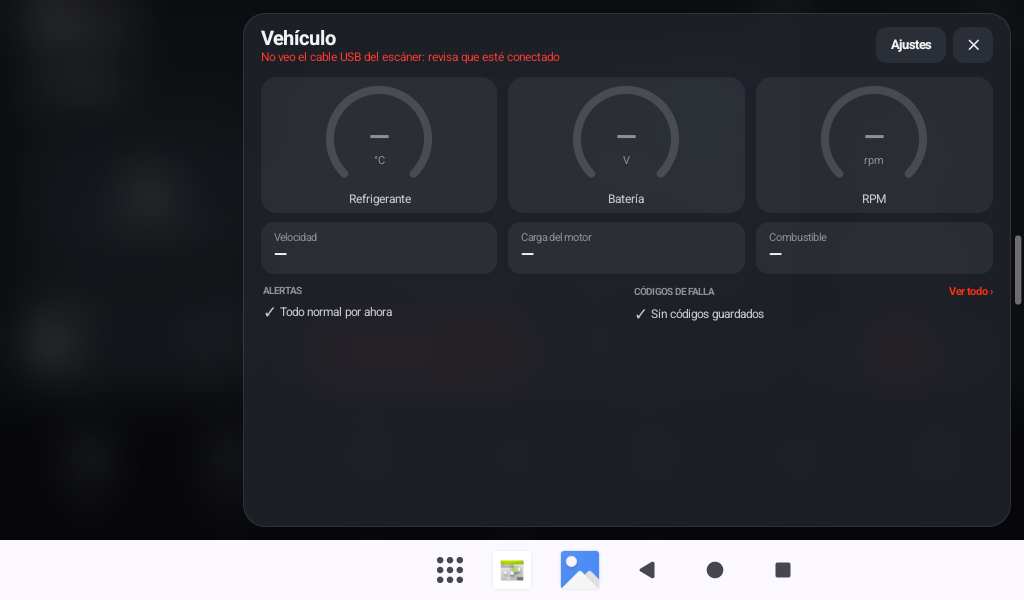 Vehículo
No veo el cable USB del escáner: revisa que esté conectado
Ajustes
—
°C
Refrigerante
—
V
Batería
—
rpm
RPM
Velocidad
—
Carga del motor
—
Combustible
—
ALERTAS
✓ Todo normal por ahora
CÓDIGOS DE FALLA
Ver todo ›
✓ Sin códigos guardados